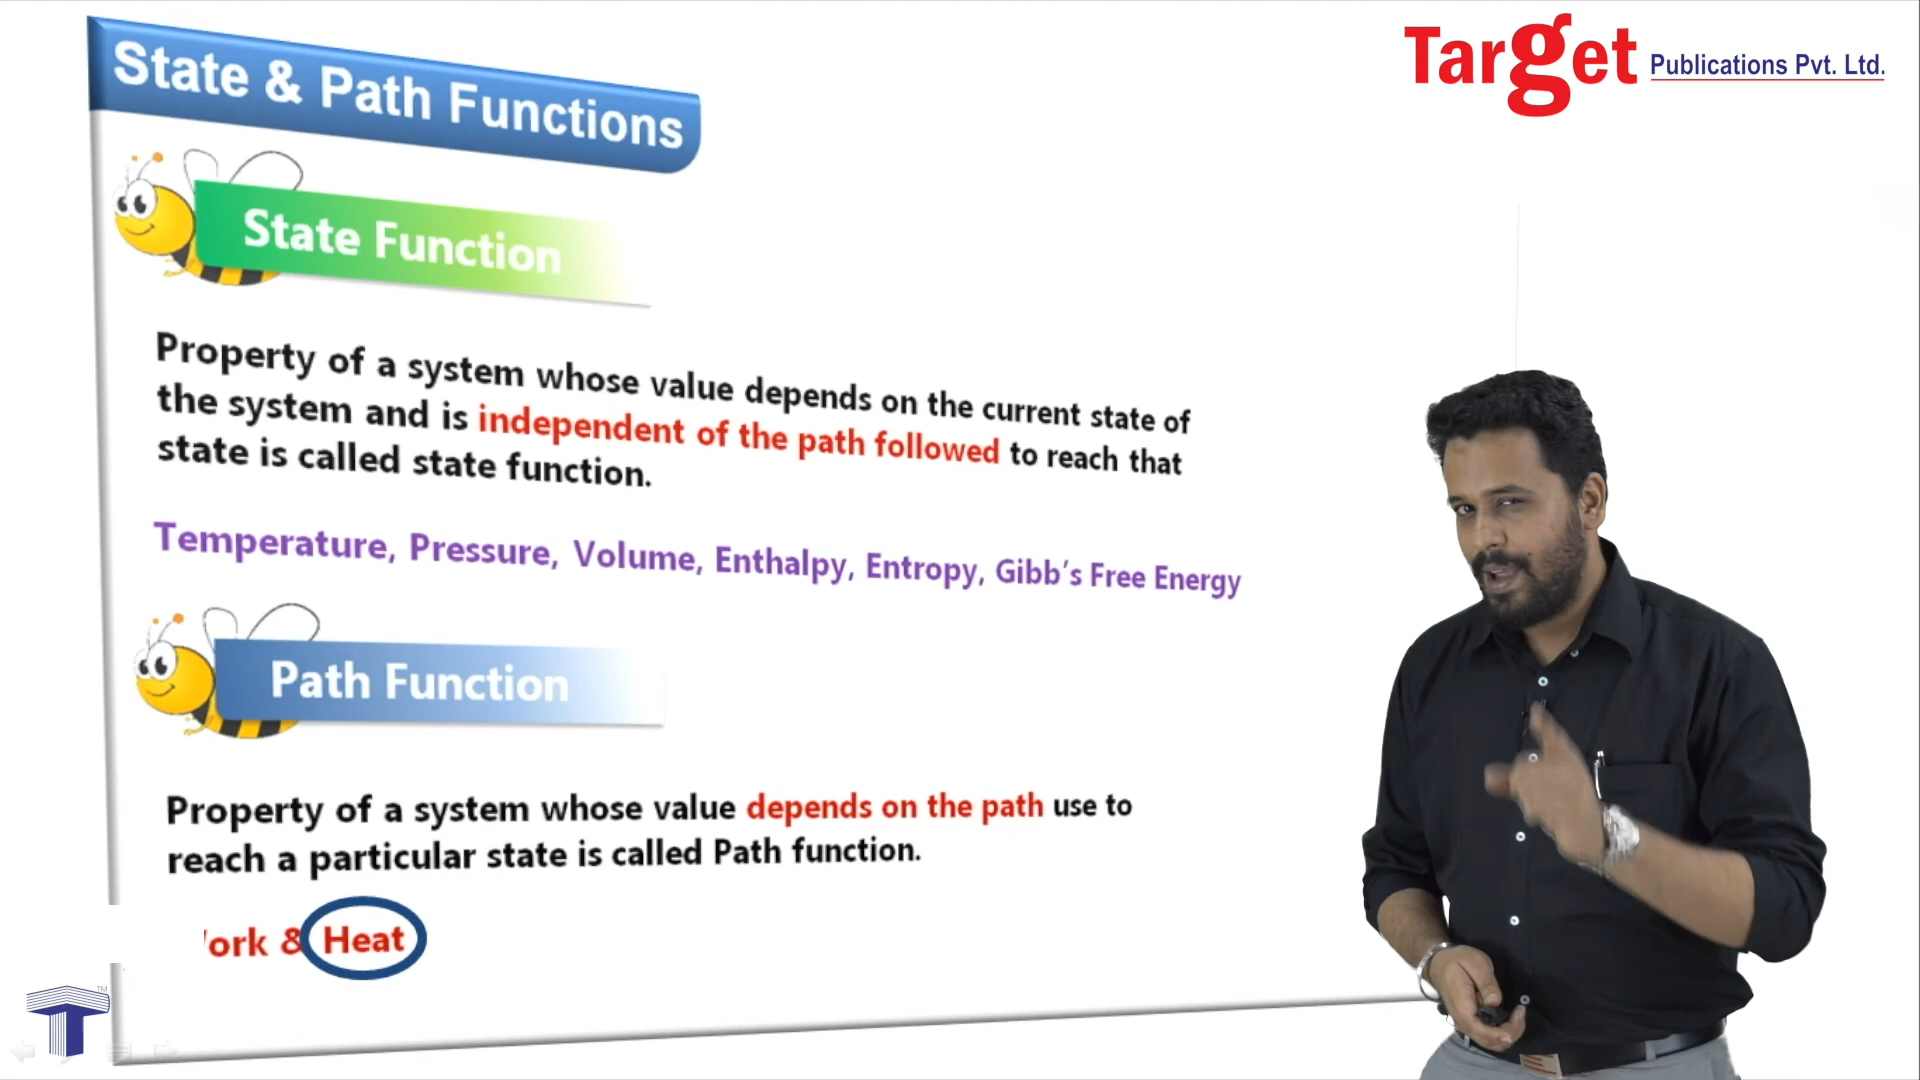 Target Publications Pvt. Ltd.
State & Path Functions
State Function
Property of a system whose value depends on the current state of
the system and is independent of the path followed to reach that
state is called state function.
Temperature, Pressure, Volume, Enthalpy, Entropy, Gibb's Free Energy
Path Function
Property of a system whose value depends on the path use to
reach a particular state is called Path function.
ork & Heat
TM